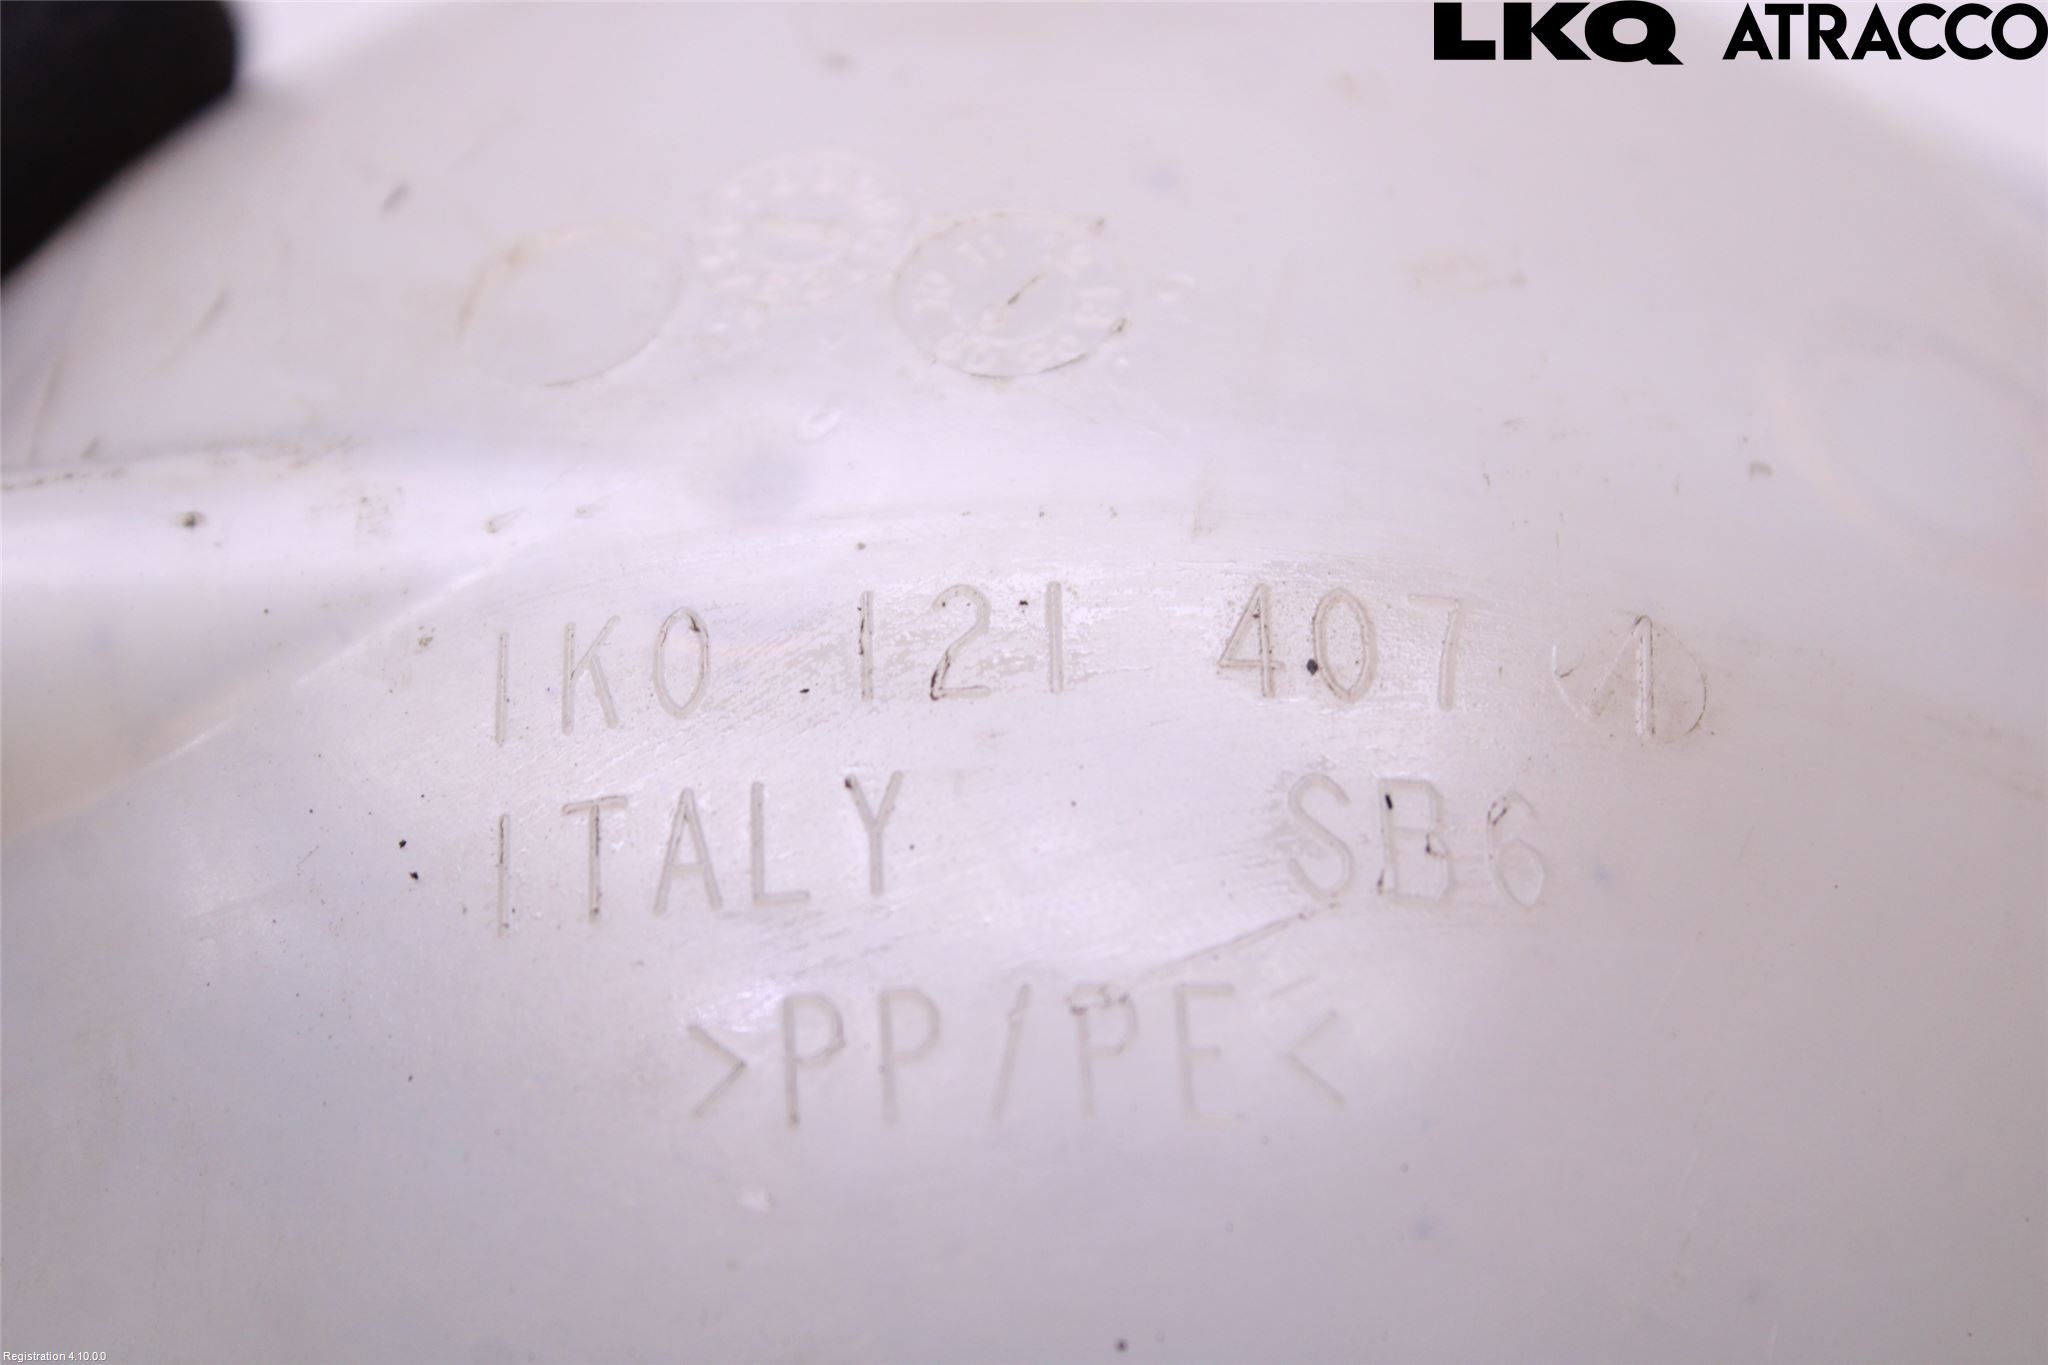 LKQ ATRACCO
1K0 121 407 A
ITALY SB6
>PP/PE<
Registration 4.10.0.0